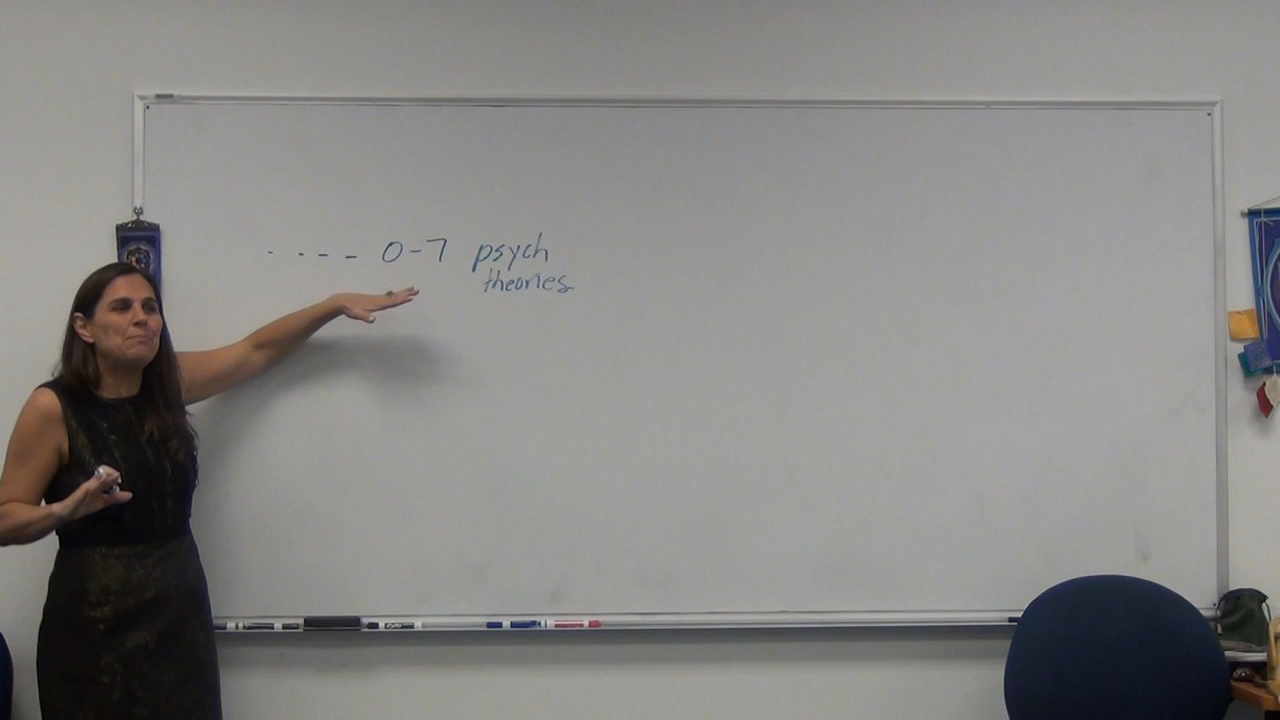 . . - - - 0-7 psych
theories